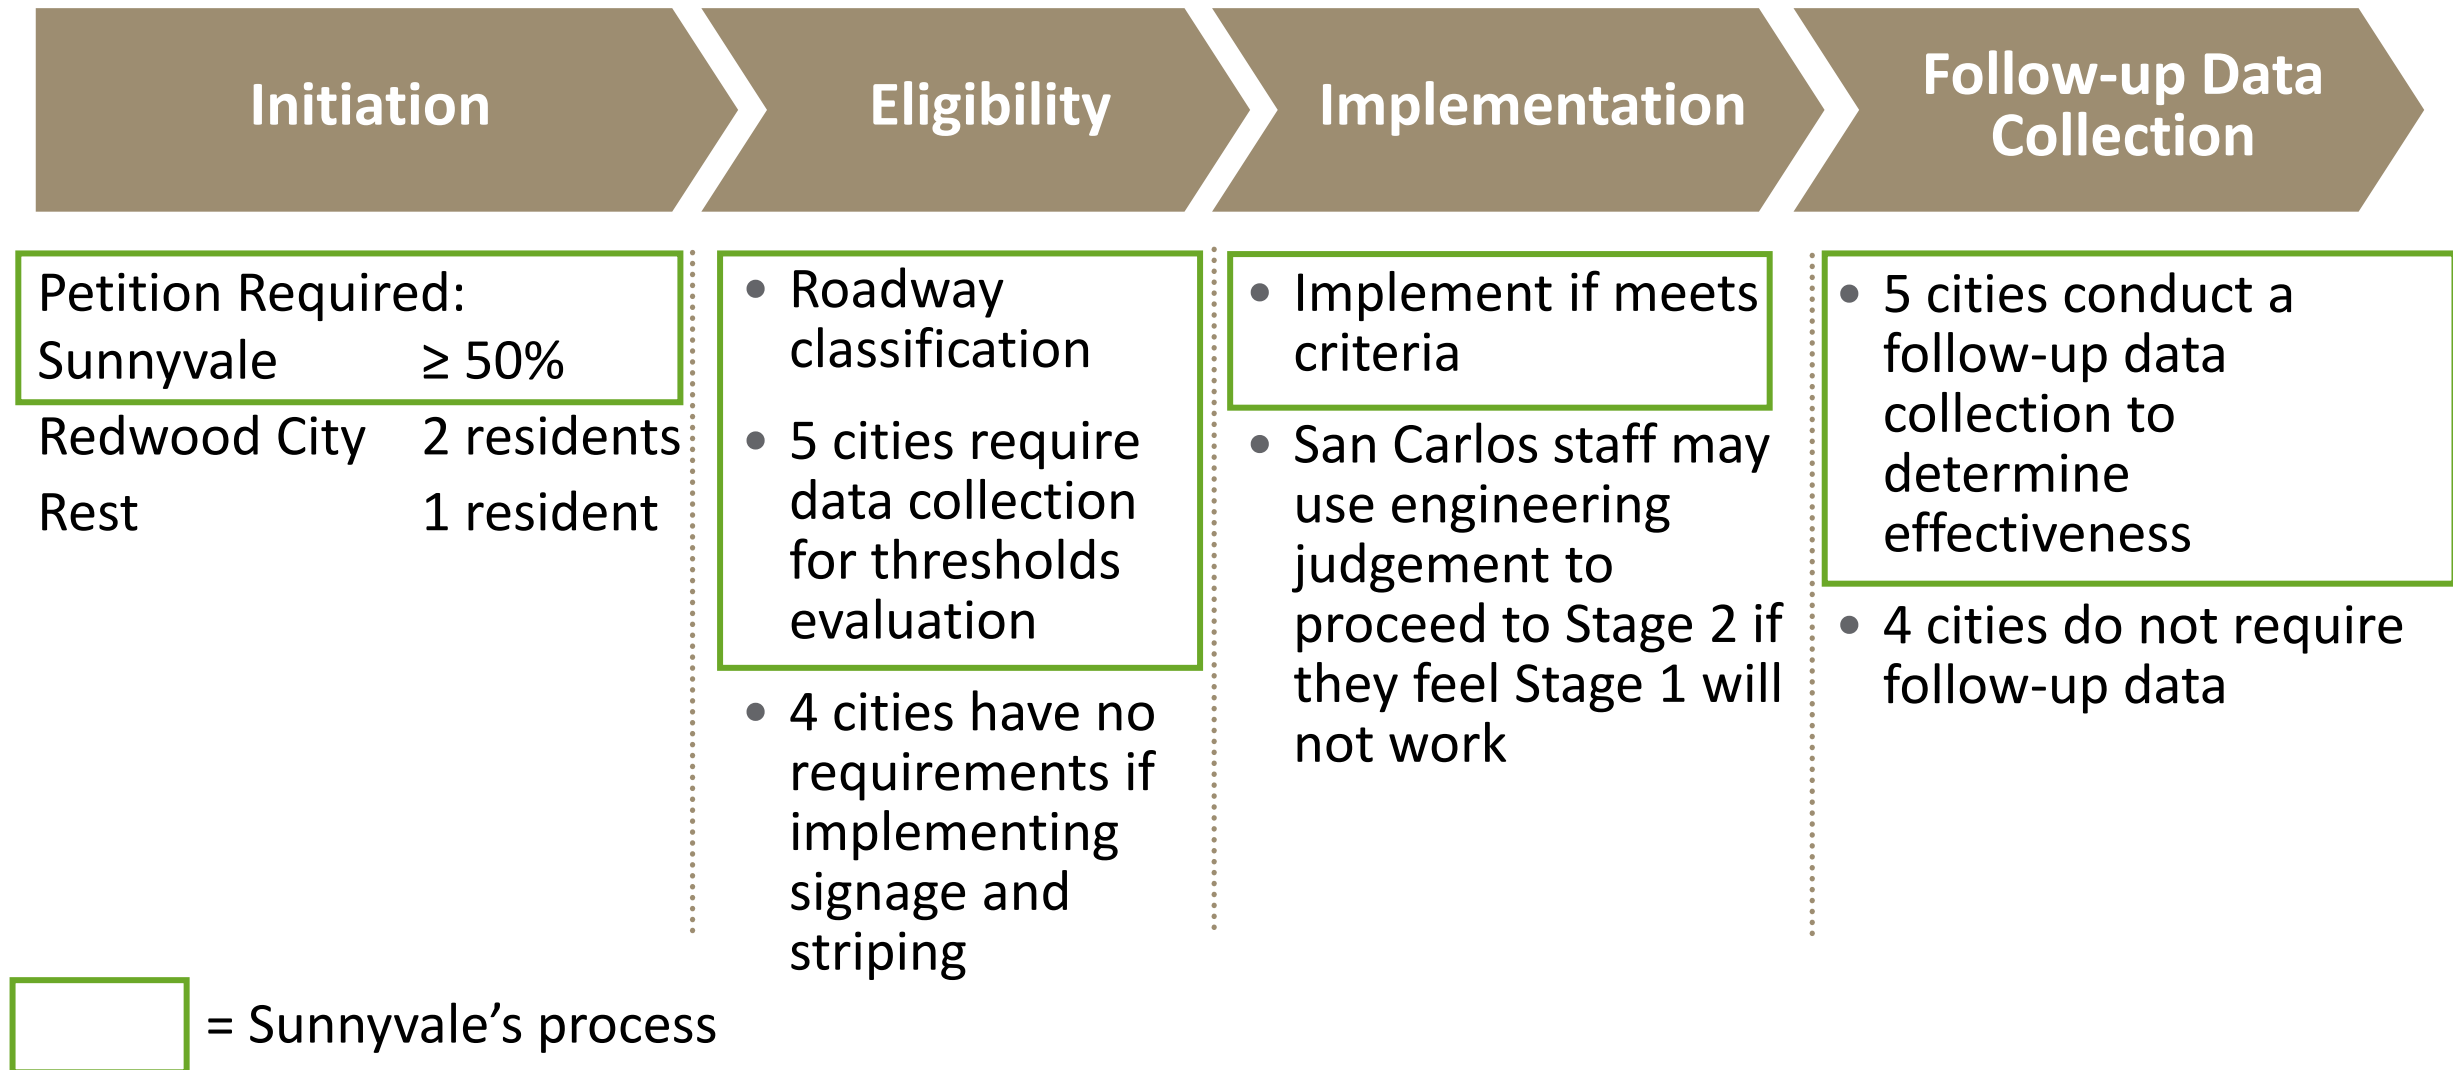 Initiation
Eligibility
Implementation
Follow-up Data
Collection
Petition Required:
Sunnyvale ≥ 50%
Redwood City 2 residents
Rest 1 resident
• Roadway
classification
• 5 cities require
data collection
for thresholds
evaluation
• 4 cities have no
requirements if
implementing
signage and
striping
• Implement if meets
criteria
• San Carlos staff may
use engineering
judgement to
proceed to Stage 2 if
they feel Stage 1 will
not work
• 5 cities conduct a
follow-up data
collection to
determine
effectiveness
• 4 cities do not require
follow-up data
= Sunnyvale’s process